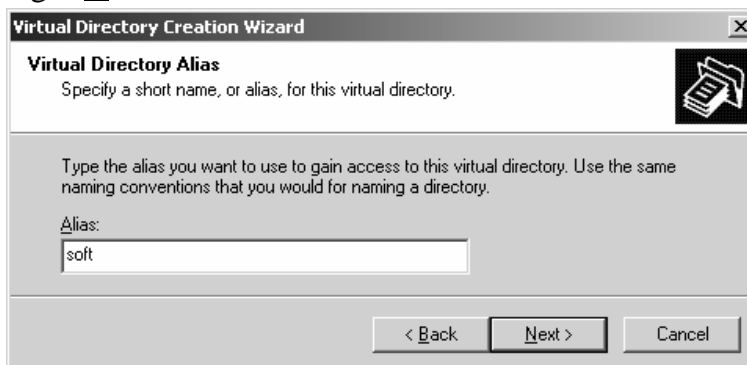 Virtual Directory Creation Wizard
Virtual Directory Alias
Specify a short name, or alias, for this virtual directory.
Type the alias you want to use to gain access to this virtual directory. Use the same
naming conventions that you would for naming a directory.
Alias:
soft
< Back Next > Cancel